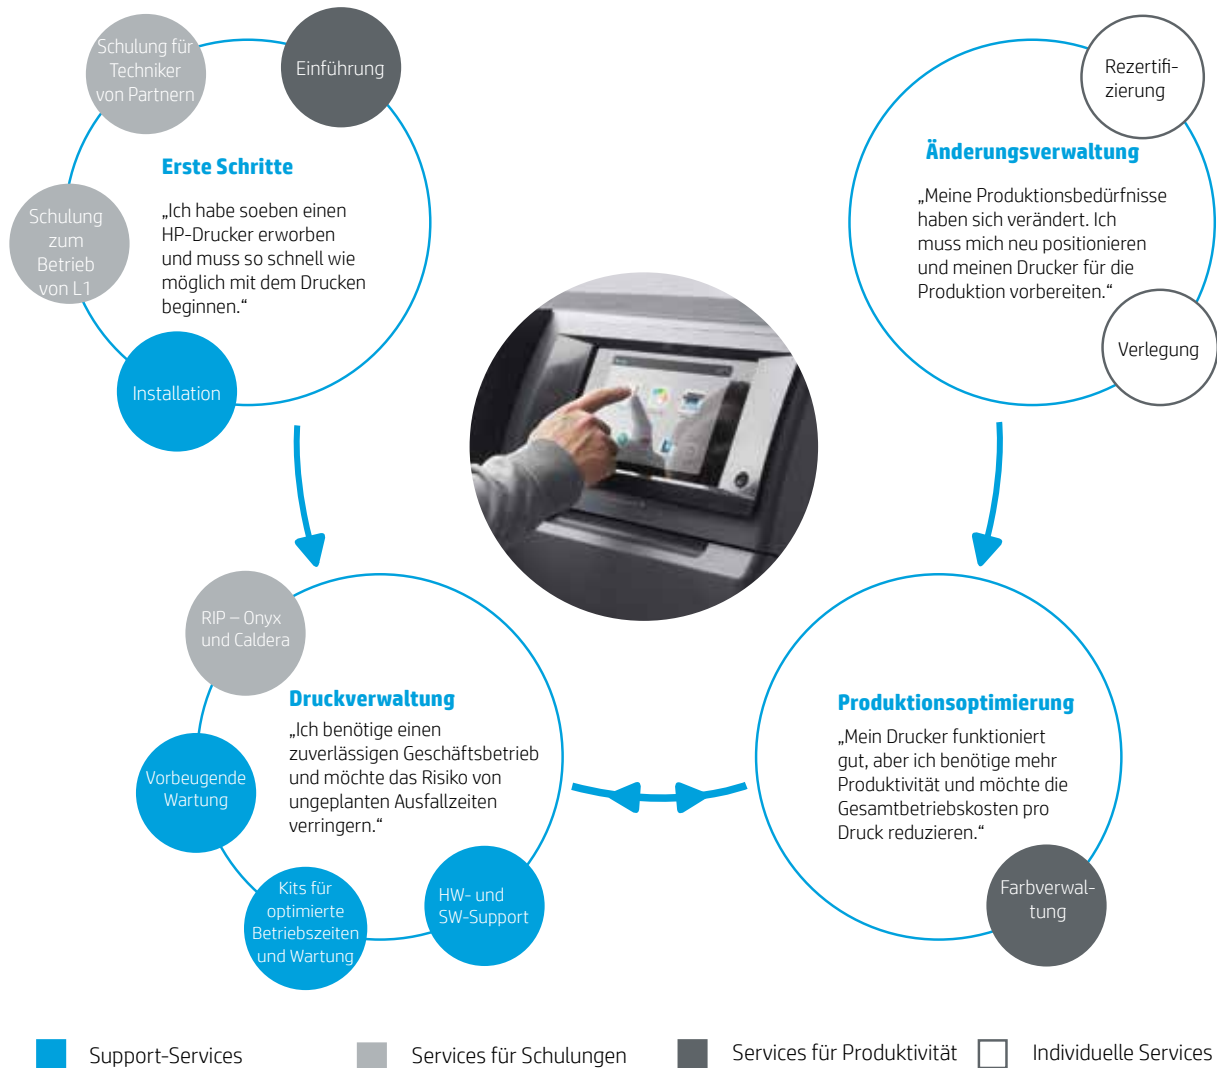 Schulung für
Techniker
von Partnern
Einführung
Erste Schritte
„Ich habe soeben einen
HP-Drucker erworben
und muss so schnell wie
möglich mit dem Drucken
beginnen.“
Schulung
zum
Betrieb
von L1
Installation
Rezertifi-
zierung
Änderungsverwaltung
„Meine Produktionsbedürfnisse
haben sich verändert. Ich
muss mich neu positionieren
und meinen Drucker für die
Produktion vorbereiten.“
Verlegung
RIP – Onyx
und Caldera
Druckverwaltung
„Ich benötige einen
zuverlässigen Geschäftsbetrieb
und möchte das Risiko von
ungeplanten Ausfallzeiten
verringern.“
Vorbeugende
Wartung
Kits für
optimierte
Betriebszeiten
und Wartung
HW- und
SW-Support
Produktionsoptimierung
„Mein Drucker funktioniert
gut, aber ich benötige mehr
Produktivität und möchte die
Gesamtbetriebskosten pro
Druck reduzieren.“
Farbverwal-
tung
Support-Services
Services für Schulungen
Services für Produktivität
Individuelle Services